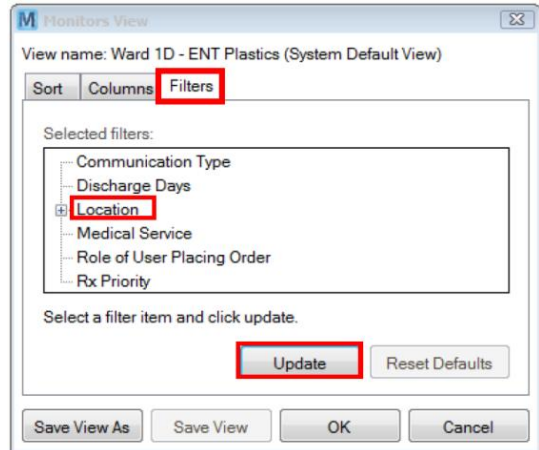 M Monitors View
View name: Ward 1D - ENT Plastics (System Default View)
Sort Columns Filters
Selected filters:
Communication Type
Discharge Days
Location
Medical Service
Role of User Placing Order
Rx Priority
Select a filter item and click update.
Update Reset Defaults
Save View As Save View OK Cancel